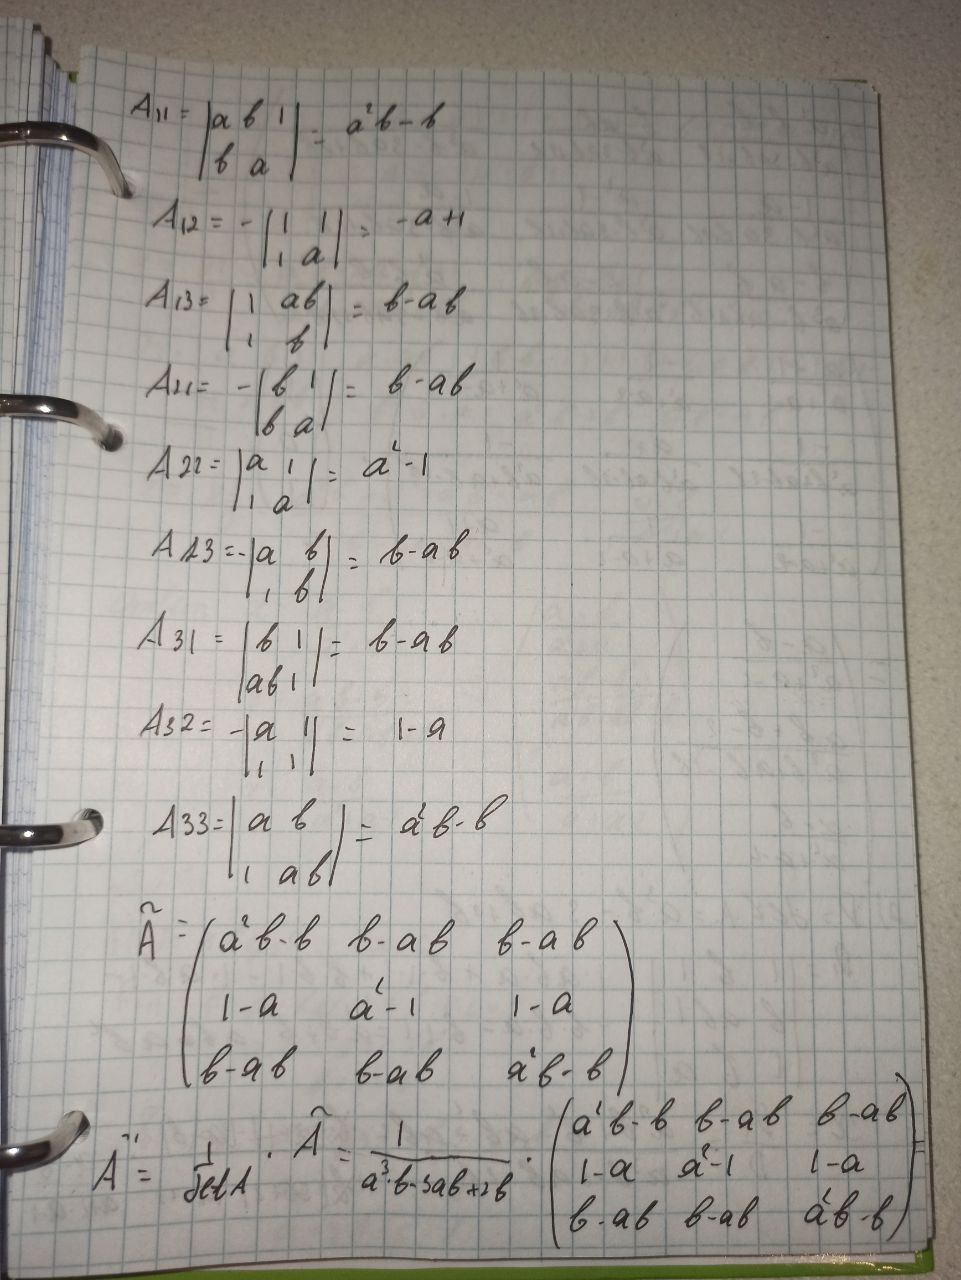 A₁₁ = |a b 1|
|b a| = a²b - b
A₁₂ = - |1 1|
|1 a| = -a + 1
A₁₃ = |1 ab|
|1 b| = b - ab
A₂₁ = - |b 1|
|b a| = b - ab
A₂₂ = |a 1|
|1 a| = a² - 1
A₂₃ = - |a b|
|1 b| = b - ab
A₃₁ = |b 1|
|ab 1| = b - ab
A₃₂ = - |a 1|
|1 1| = 1 - a
A₃₃ = |a b|
|1 ab| = a²b - b
Ã = (a²b - b b - ab b - ab
1 - a a² - 1 1 - a
b - ab b - ab a²b - b)
A⁻¹ = 1/det A · Ã = 1/(a³·b - 3ab + 2b) · (a²b - b b - ab b - ab
1 - a a² - 1 1 - a
b - ab b - ab a²b - b) =